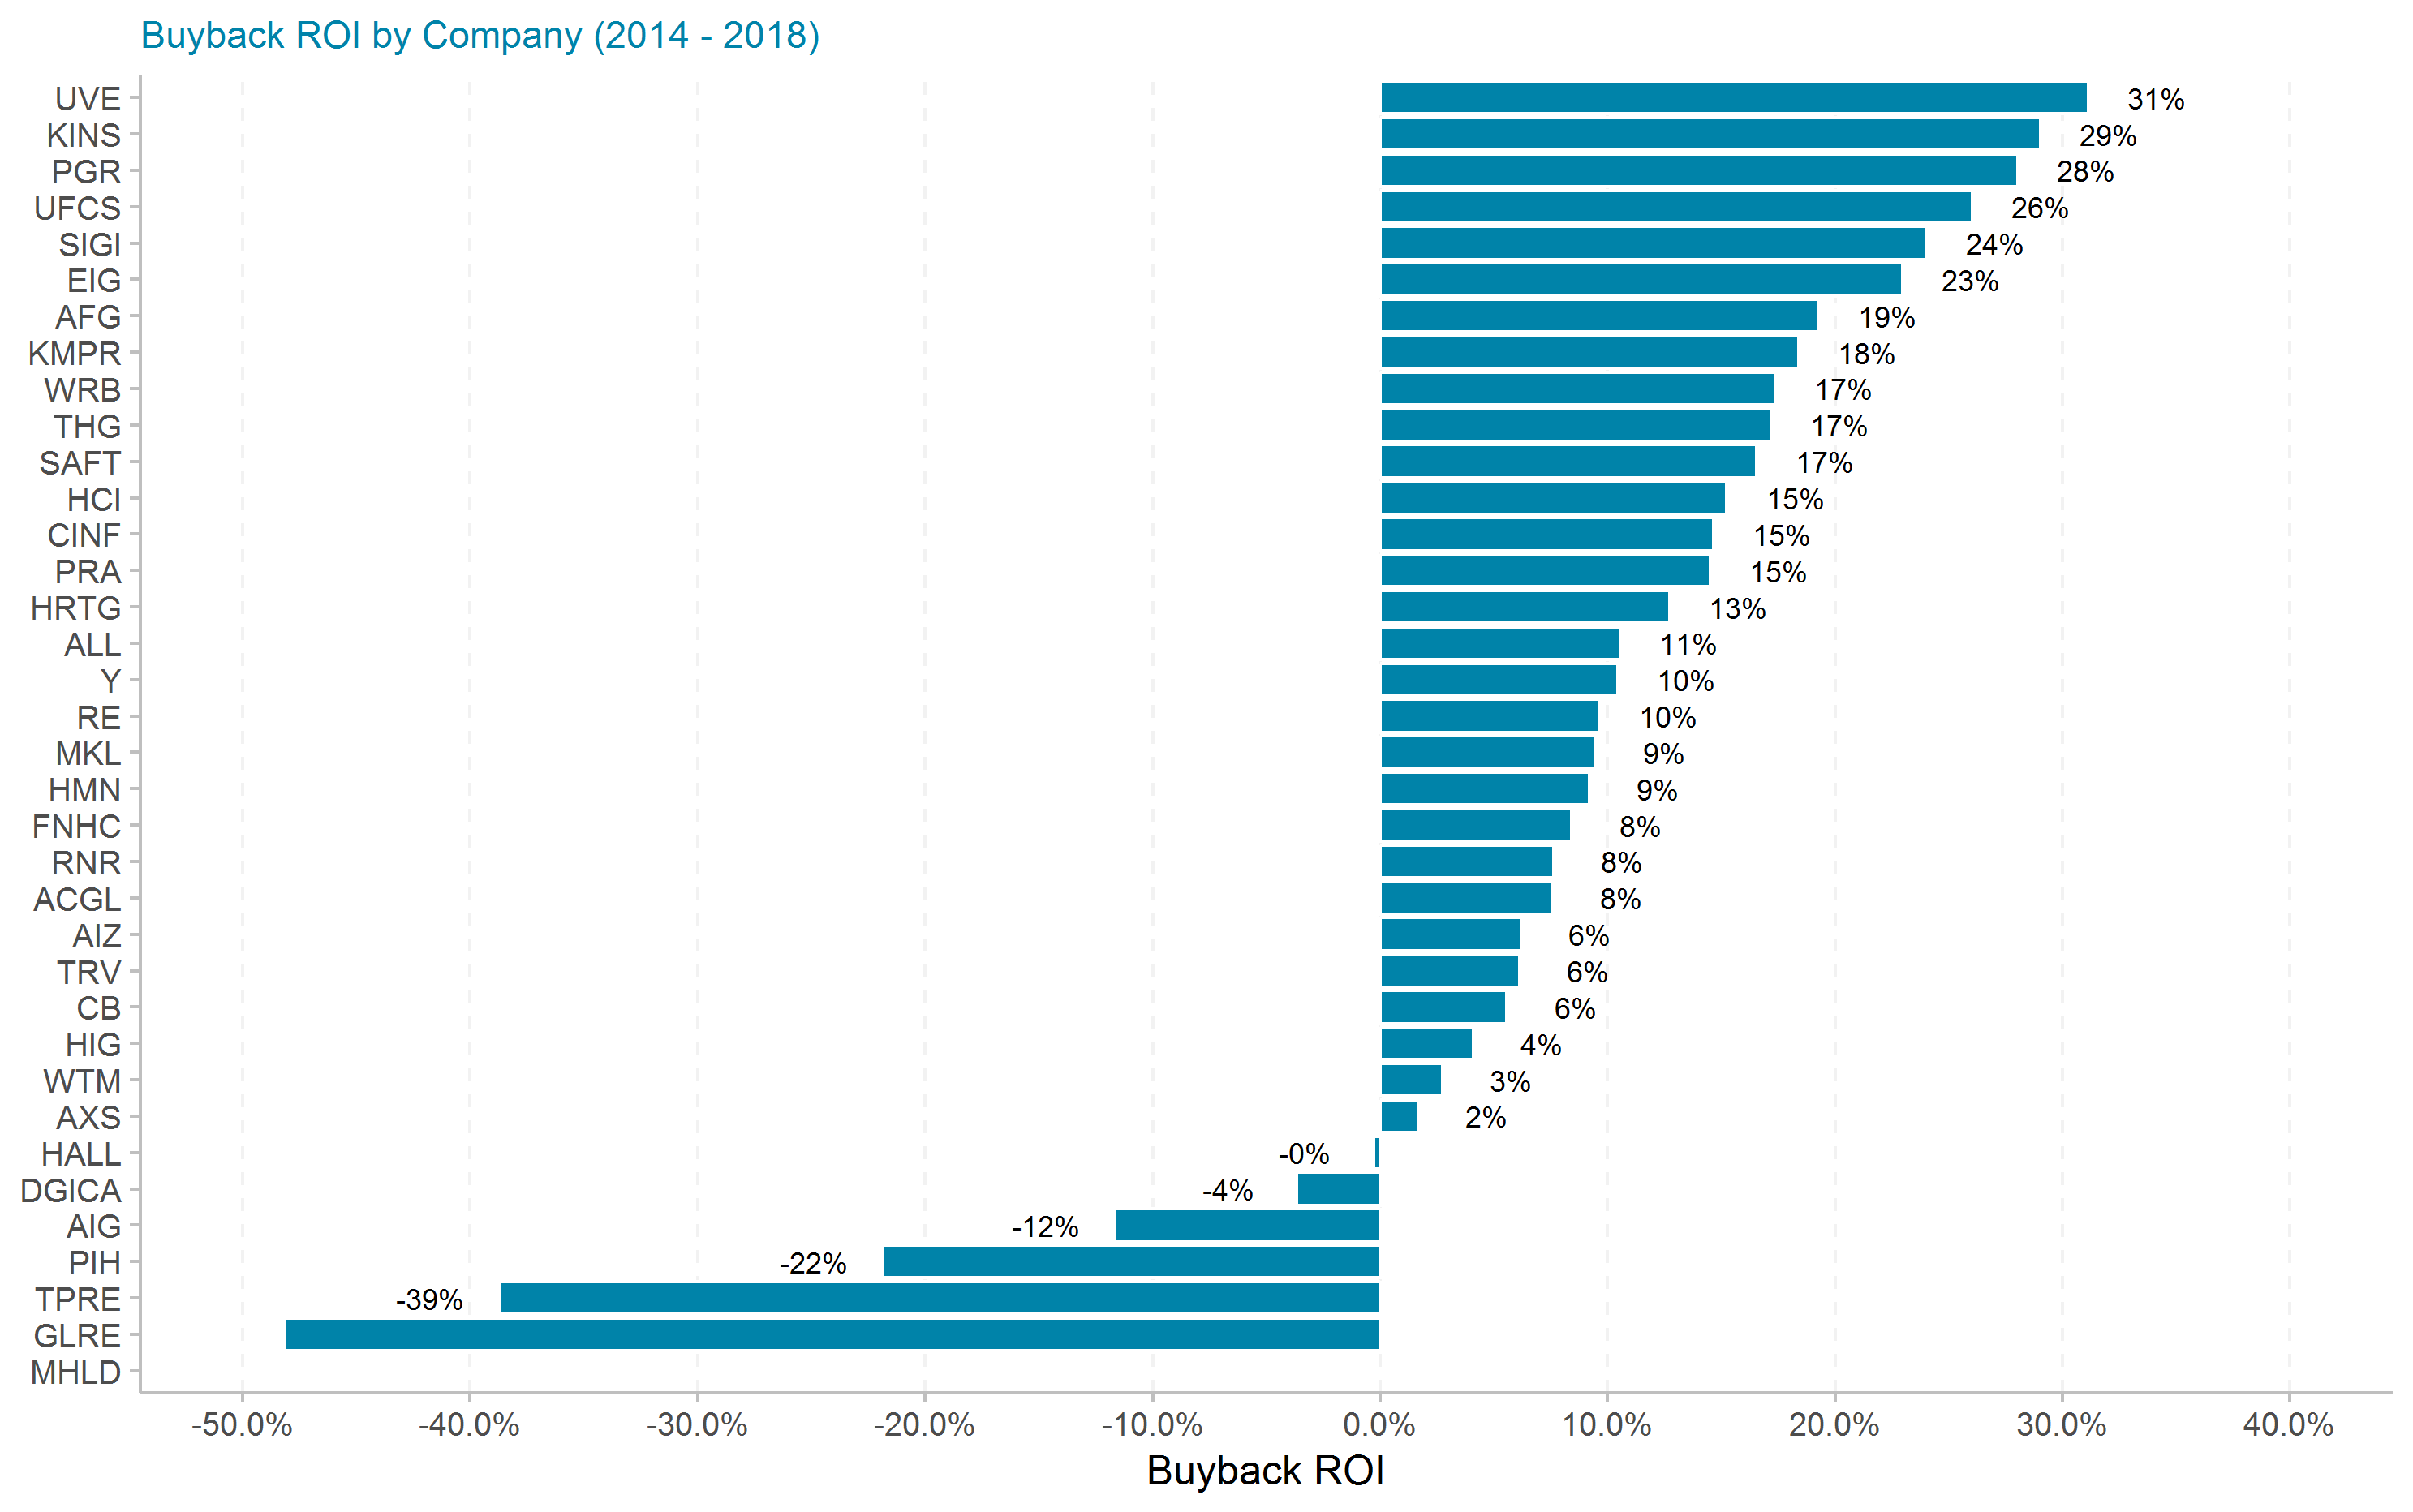 Buyback ROI by Company (2014 - 2018)
UVE 31%
KINS 29%
PGR 28%
UFCS 26%
SIGI 24%
EIG 23%
AFG 19%
KMPR 18%
WRB 17%
THG 17%
SAFT 17%
HCI 15%
CINF 15%
PRA 15%
HRTG 13%
ALL 11%
Y 10%
RE 10%
MKL 9%
HMN 9%
FNHC 8%
RNR 8%
ACGL 8%
AIZ 6%
TRV 6%
CB 6%
HIG 4%
WTM 3%
AXS 2%
HALL -0%
DGICA -4%
AIG -12%
PIH -22%
TPRE -39%
GLRE
MHLD
-50.0% -40.0% -30.0% -20.0% -10.0% 0.0% 10.0% 20.0% 30.0% 40.0%
Buyback ROI